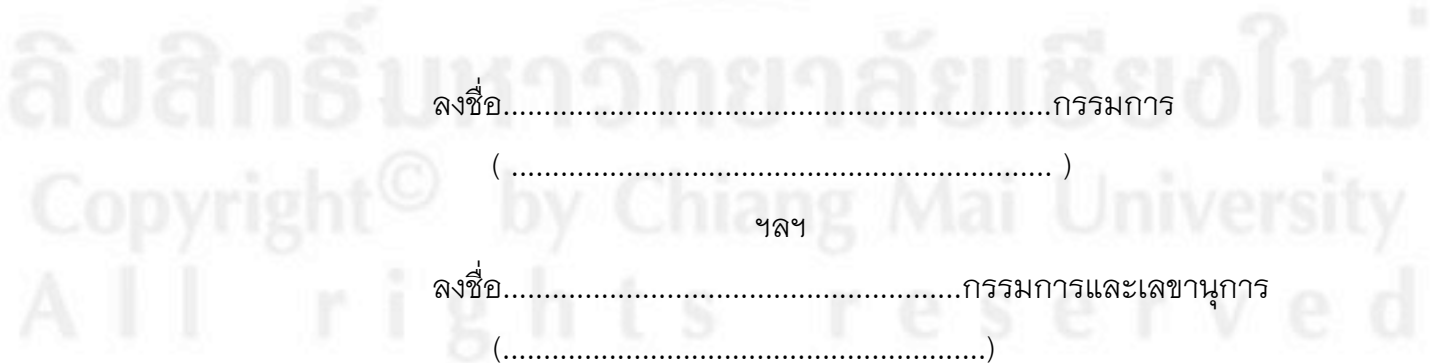 ลิขสิทธิ์มหาวิทยาลัยเชียงใหม่
ลงชื่อ...................................................................กรรมการ
( .................................................................. )
Copyright© by Chiang Mai University
ฯลฯ
ลงชื่อ........................................................กรรมการและเลขานุการ
All rights reserved
(...........................................................)